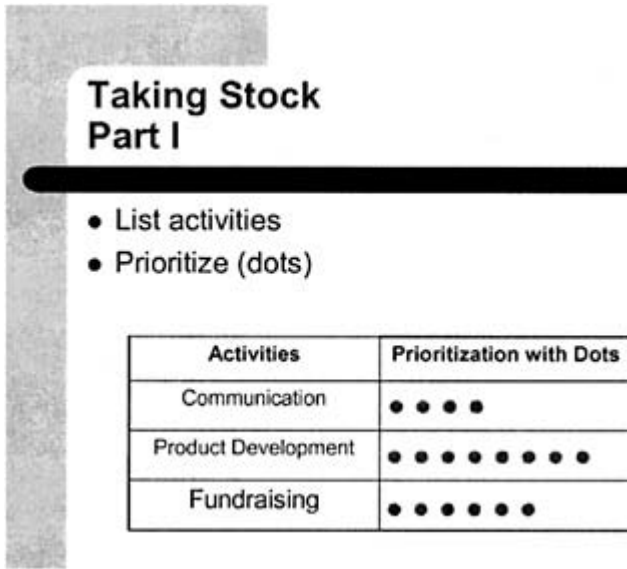 Taking Stock
Part I
● List activities
● Prioritize (dots)
Activities Prioritization with Dots
Communication ● ● ● ●
Product Development ● ● ● ● ● ● ● ●
Fundraising ● ● ● ● ● ●